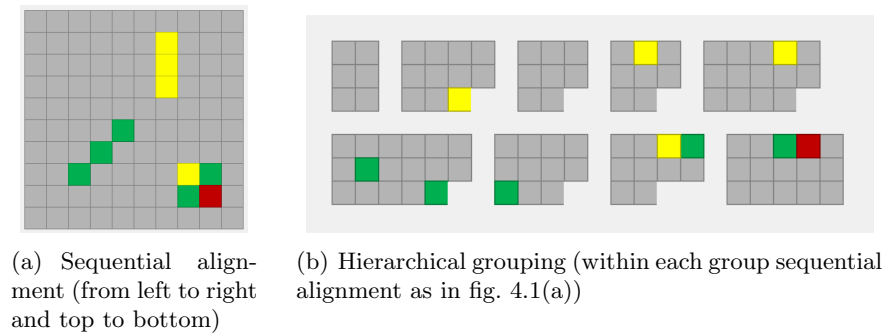 (a) Sequential align-
ment (from left to right
and top to bottom)
(b) Hierarchical grouping (within each group sequential
alignment as in fig. 4.1(a))